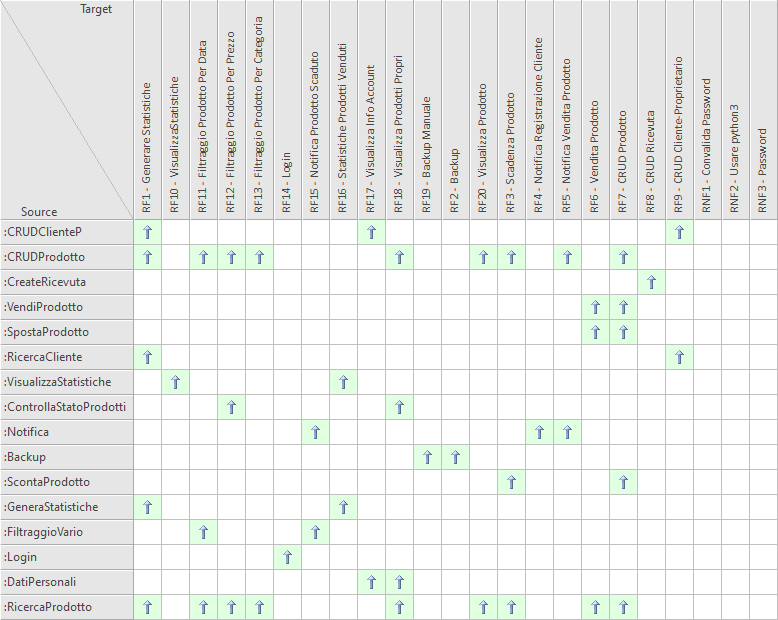 Target
Source
RF1 - Generare Statistiche
RF10 - VisualizzaStatistiche
RF11 - Filtraggio Prodotto Per Data
RF12 - Filtraggio Prodotto Per Prezzo
RF13 - Filtraggio Prodotto Per Categoria
RF14 - Login
RF15 - Notifica Prodotto Scaduto
RF16 - Statistiche Prodotti Venduti
RF17 - Visualizza Info Account
RF18 - Visualizza Prodotti Propri
RF19 - Backup Manuale
RF2 - Backup
RF20 - Visualizza Prodotto
RF3 - Scadenza Prodotto
RF4 - Notifica Registrazione Cliente
RF5 - Notifica Vendita Prodotto
RF6 - Vendita Prodotto
RF7 - CRUD Prodotto
RF8 - CRUD Ricevuta
RF9 - CRUD Cliente-Proprietario
RNF1 - Convalida Password
RNF2 - Usare python3
RNF3 - Password
:CRUDClienteP
:CRUDProdotto
:CreateRicevuta
:VendiProdotto
:SpostaProdotto
:RicercaCliente
:VisualizzaStatistiche
:ControllaStatoProdotti
:Notifica
:Backup
:ScontaProdotto
:GeneraStatistiche
:FiltraggioVario
:Login
:DatiPersonali
:RicercaProdotto